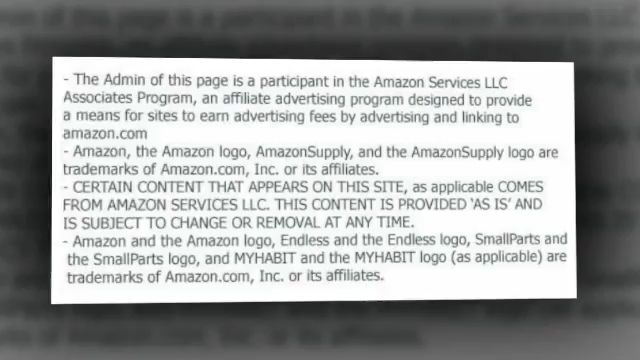 - The Admin of this page is a participant in the Amazon Services LLC
Associates Program, an affiliate advertising program designed to provide
a means for sites to earn advertising fees by advertising and linking to
amazon.com
- Amazon, the Amazon logo, AmazonSupply, and the AmazonSupply logo are
trademarks of Amazon.com, Inc. or its affiliates.
- CERTAIN CONTENT THAT APPEARS ON THIS SITE, as applicable COMES
FROM AMAZON SERVICES LLC. THIS CONTENT IS PROVIDED 'AS IS' AND
IS SUBJECT TO CHANGE OR REMOVAL AT ANY TIME.
- Amazon and the Amazon logo, Endless and the Endless logo, SmallParts and
the SmallParts logo, and MYHABIT and the MYHABIT logo (as applicable) are
trademarks of Amazon.com, Inc. or its affiliates.